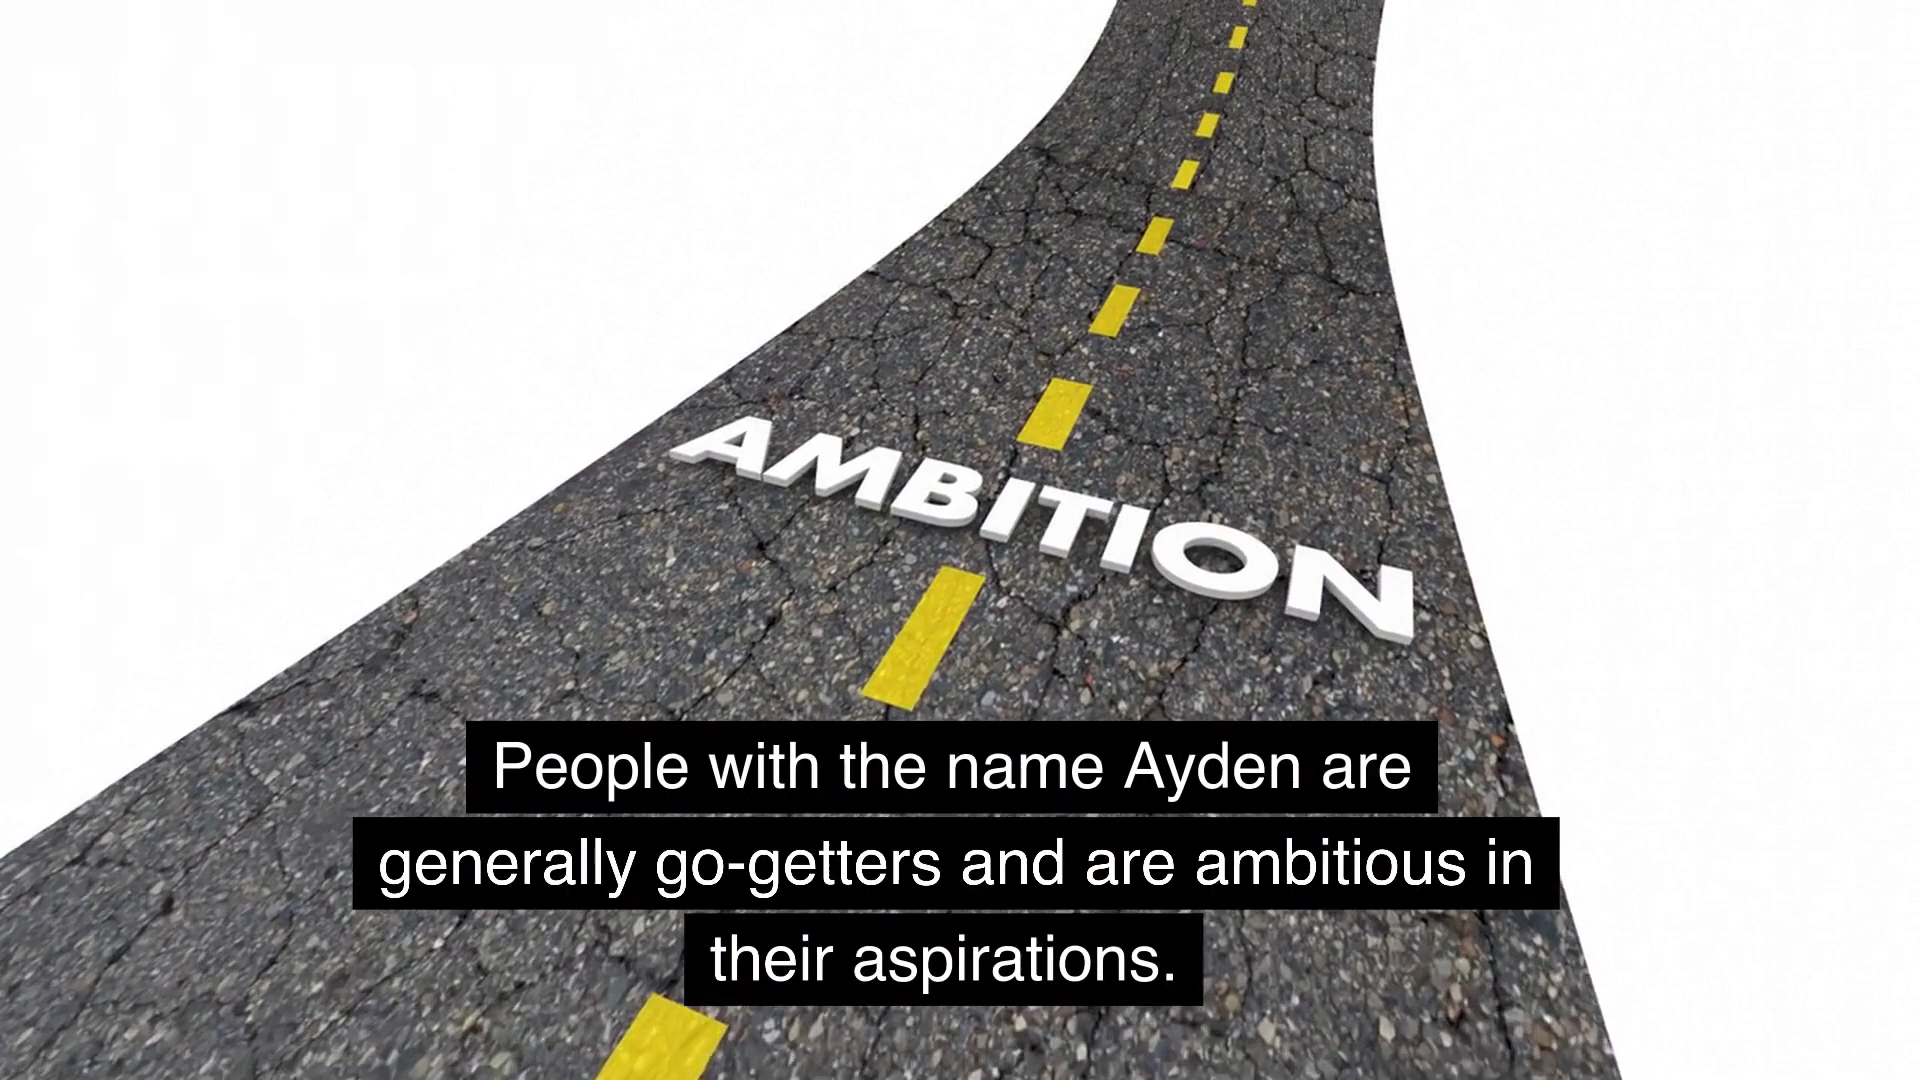 AMBITION
People with the name Ayden are
generally go-getters and are ambitious in
their aspirations.